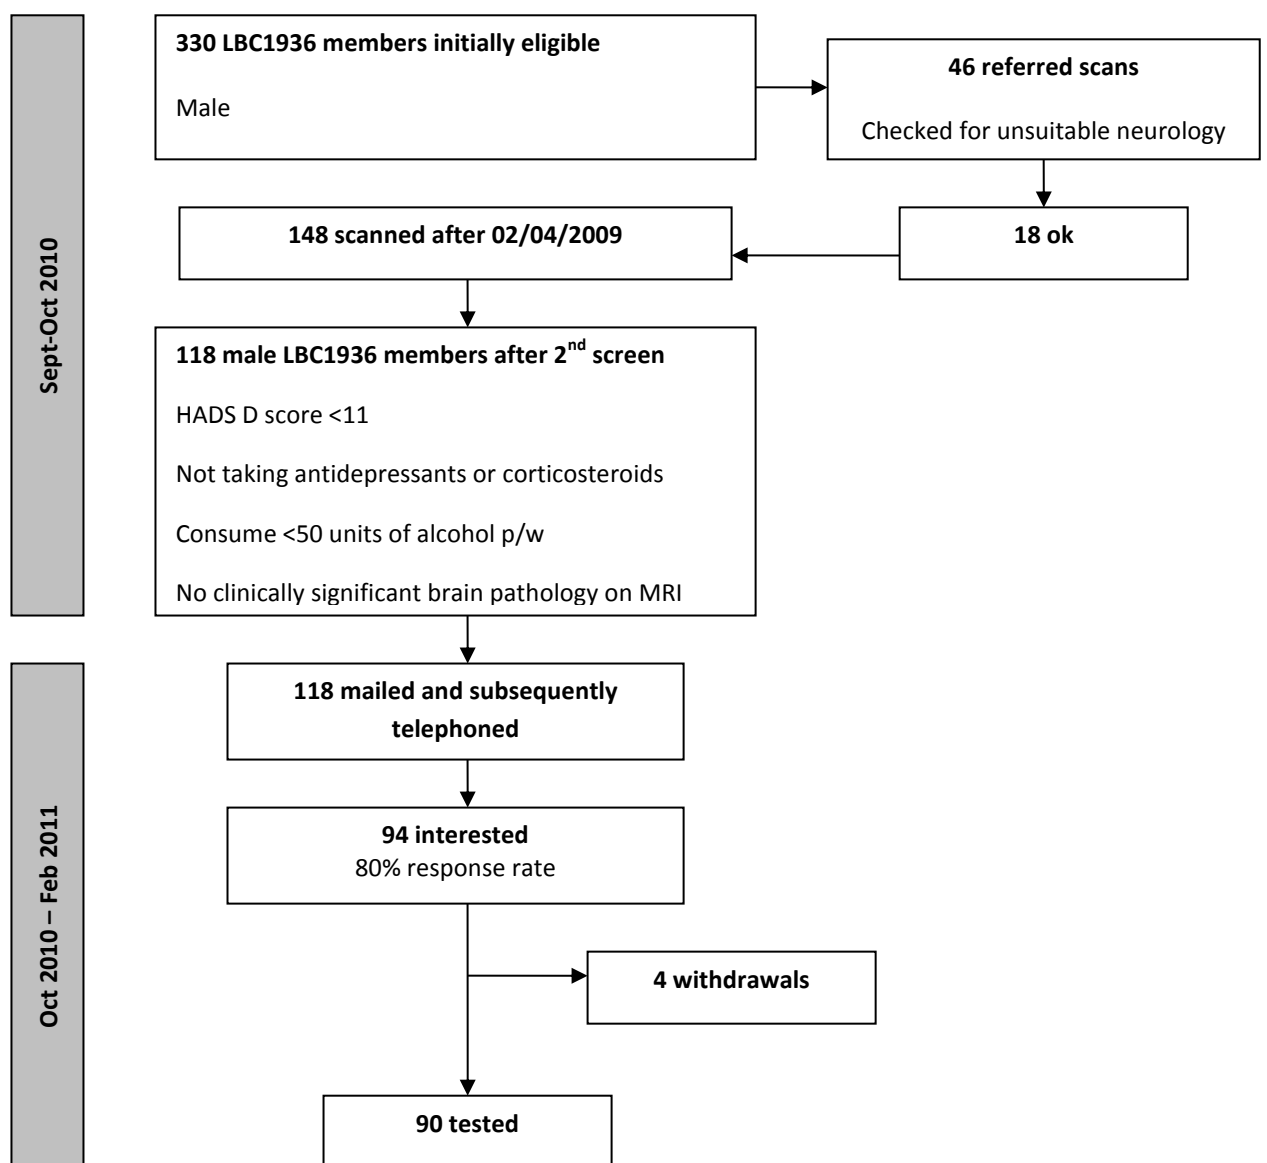 Sept-Oct 2010
330 LBC1936 members initially eligible
Male
46 referred scans
Checked for unsuitable neurology
18 ok
148 scanned after 02/04/2009
118 male LBC1936 members after 2nd screen
HADS D score <11
Not taking antidepressants or corticosteroids
Consume <50 units of alcohol p/w
No clinically significant brain pathology on MRI
Oct 2010 – Feb 2011
118 mailed and subsequently
telephoned
94 interested
80% response rate
4 withdrawals
90 tested